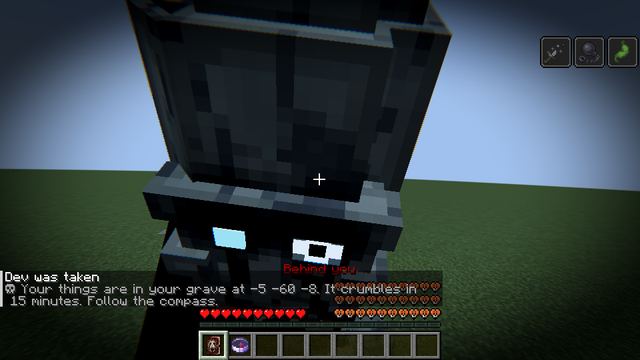 Behind you
Dev was taken
Your things are in your grave at -5 -60 -8. It crumbles in
15 minutes. Follow the compass.